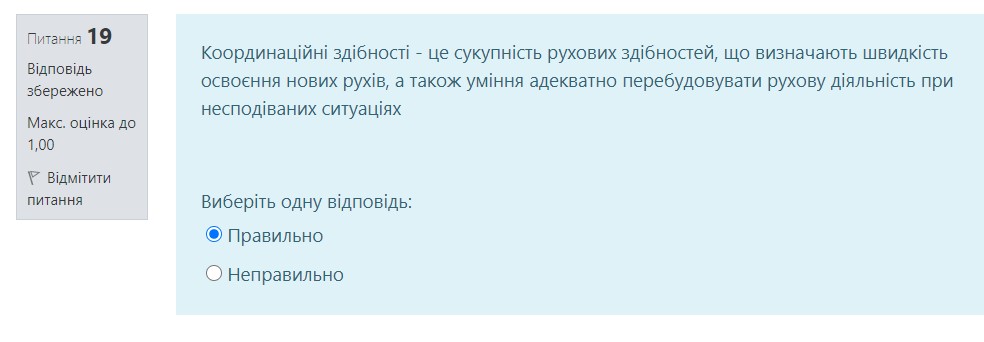 Питання 19
Відповідь
збережено
Макс. оцінка до
1,00
Відмітити
питання
Координаційні здібності - це сукупність рухових здібностей, що визначають швидкість
освоєння нових рухів, а також уміння адекватно перебудовувати рухову діяльність при
несподіваних ситуаціях
Виберіть одну відповідь:
Правильно
Неправильно